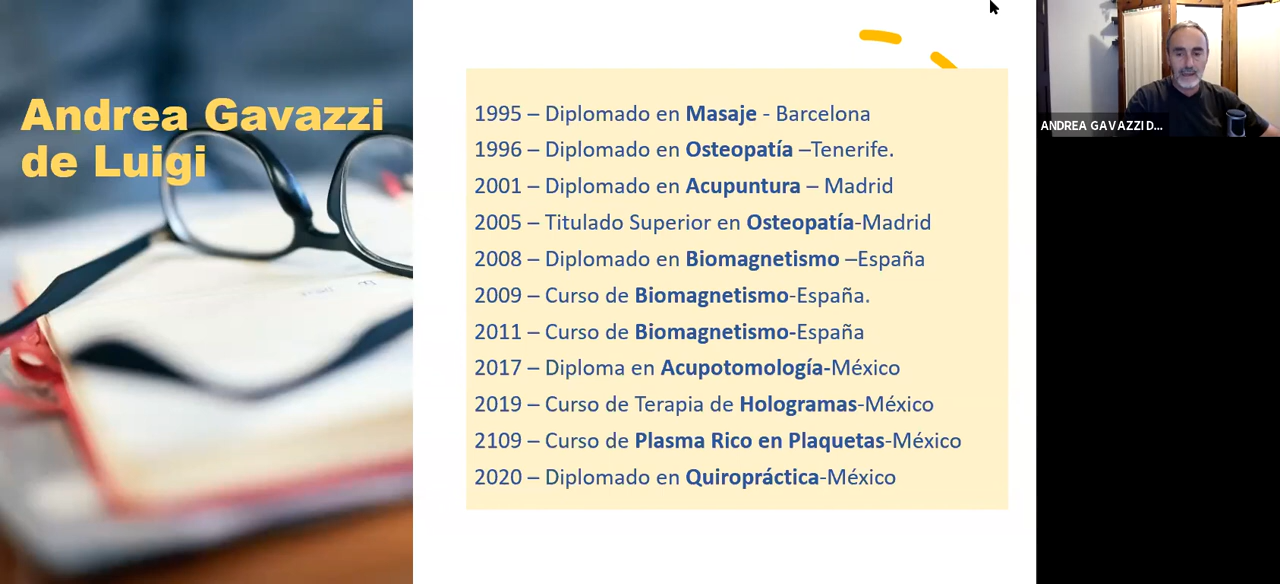 Andrea Gavazzi
de Luigi
1995 – Diplomado en Masaje - Barcelona
1996 – Diplomado en Osteopatía –Tenerife.
2001 – Diplomado en Acupuntura – Madrid
2005 – Titulado Superior en Osteopatía-Madrid
2008 – Diplomado en Biomagnetismo –España
2009 – Curso de Biomagnetismo-España.
2011 – Curso de Biomagnetismo-España
2017 – Diploma en Acupotomología-México
2019 – Curso de Terapia de Hologramas-México
2109 – Curso de Plasma Rico en Plaquetas-México
2020 – Diplomado en Quiropráctica-México
ANDREA GAVAZZI D...